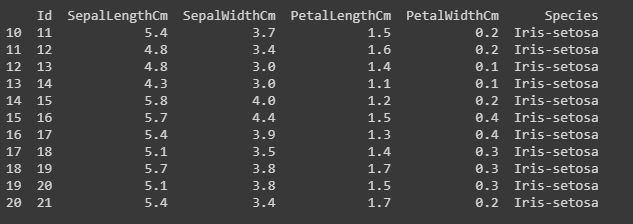 Id SepalLengthCm SepalWidthCm PetalLengthCm PetalWidthCm Species
10 11 5.4 3.7 1.5 0.2 Iris-setosa
11 12 4.8 3.4 1.6 0.2 Iris-setosa
12 13 4.8 3.0 1.4 0.1 Iris-setosa
13 14 4.3 3.0 1.1 0.1 Iris-setosa
14 15 5.8 4.0 1.2 0.2 Iris-setosa
15 16 5.7 4.4 1.5 0.4 Iris-setosa
16 17 5.4 3.9 1.3 0.4 Iris-setosa
17 18 5.1 3.5 1.4 0.3 Iris-setosa
18 19 5.7 3.8 1.7 0.3 Iris-setosa
19 20 5.1 3.8 1.5 0.3 Iris-setosa
20 21 5.4 3.4 1.7 0.2 Iris-setosa